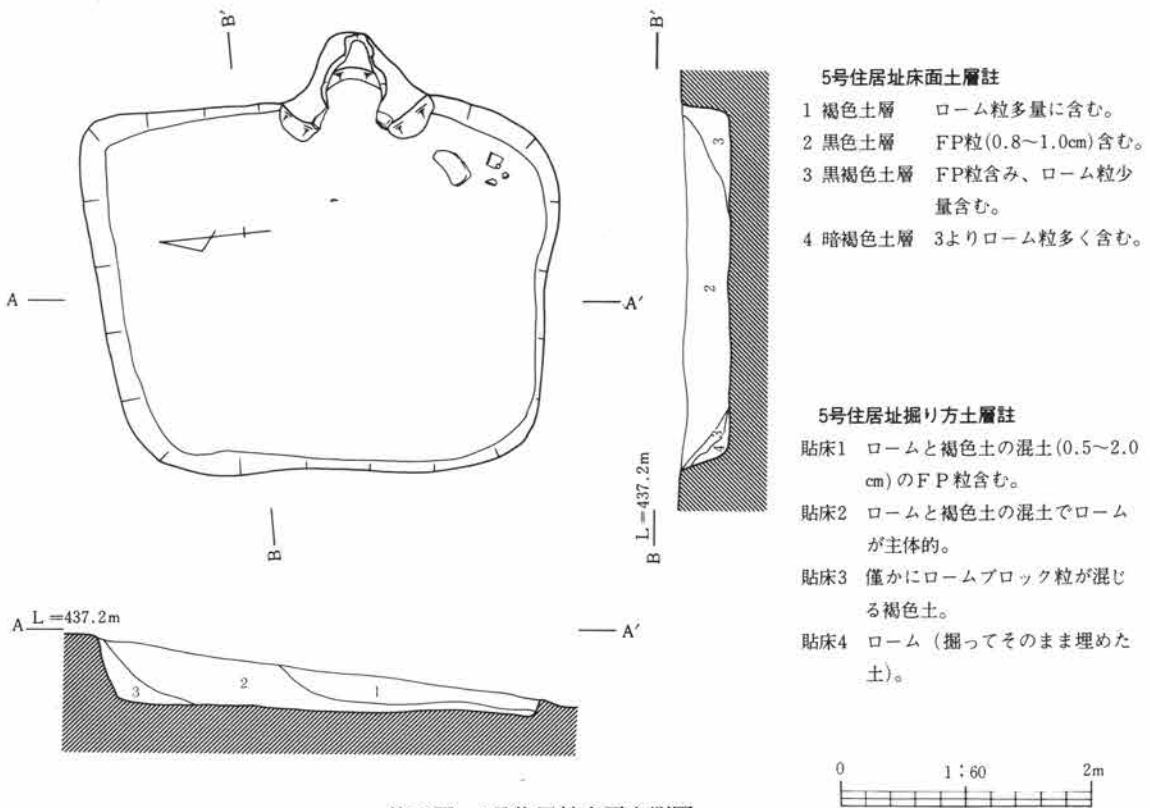 B′
B′
A
A′
B
B L=437.2m
3
2
3
4
A L=437.2m
A′
3
2
1
5号住居址床面土層註
1 褐色土層 ローム粒多量に含む。
2 黒色土層 FP粒(0.8〜1.0cm)含む。
3 黒褐色土層 FP粒含み、ローム粒少
量含む。
4 暗褐色土層 3よりローム粒多く含む。
5号住居址掘り方土層註
貼床1 ロームと褐色土の混土(0.5〜2.0
cm)のFP粒含む。
貼床2 ロームと褐色土の混土でローム
が主体的。
貼床3 僅かにロームブロック粒が混じ
る褐色土。
貼床4 ローム(掘ってそのまま埋めた
土)。
0 1:60 2m